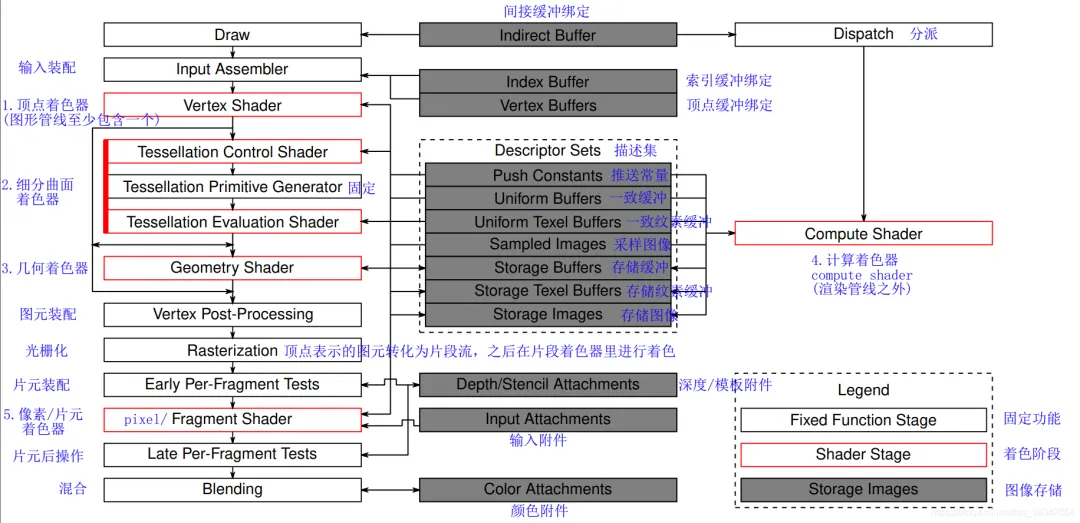 间接缓冲绑定
Draw
Indirect Buffer
Dispatch 分派
输入装配
Input Assembler
Index Buffer 索引缓冲绑定
1.顶点着色器
(图形管线至少包含一个)
Vertex Shader
Vertex Buffers 顶点缓冲绑定
Tessellation Control Shader
Descriptor Sets 描述集
2.细分曲面
着色器
Tessellation Primitive Generator 固定
Push Constants 推送常量
Uniform Buffers 一致缓冲
Tessellation Evaluation Shader
Uniform Texel Buffers 一致纹素缓冲
Sampled Images 采样图像
Compute Shader
4.计算着色器
compute shader
(渲染管线之外)
3.几何着色器
Geometry Shader
Storage Buffers 存储缓冲
Storage Texel Buffers 存储纹素缓冲
图元装配
Vertex Post-Processing
Storage Images 存储图像
光栅化
Rasterization 顶点表示的图元转化为片段流，之后在片段着色器里进行着色
片元装配
Early Per-Fragment Tests
Depth/Stencil Attachments 深度/模板附件
5.像素/片元
着色器
pixel/ Fragment Shader
Input Attachments
输入附件
片元后操作
Late Per-Fragment Tests
混合
Blending
Color Attachments
颜色附件
Legend
Fixed Function Stage 固定功能
Shader Stage 着色阶段
Storage Images 图像存储